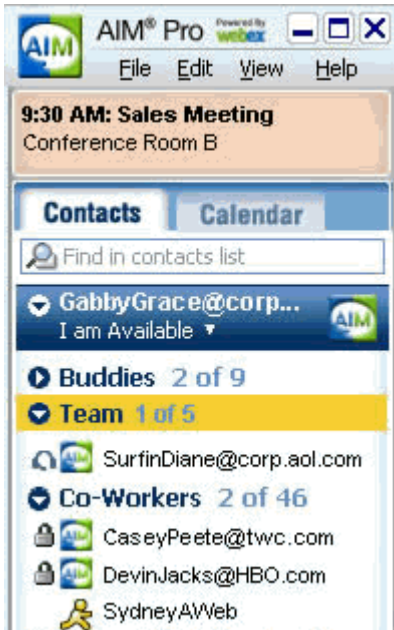 AIM
AIM® Pro Powered By webex
File Edit View Help
9:30 AM: Sales Meeting
Conference Room B
Contacts Calendar
Find in contacts list
GabbyGrace@corp...
I am Available
AIM
Buddies 2 of 9
Team 1 of 5
SurfinDiane@corp.aol.com
Co-Workers 2 of 46
CaseyPeete@twc.com
DevinJacks@HBO.com
SydneyAWeb